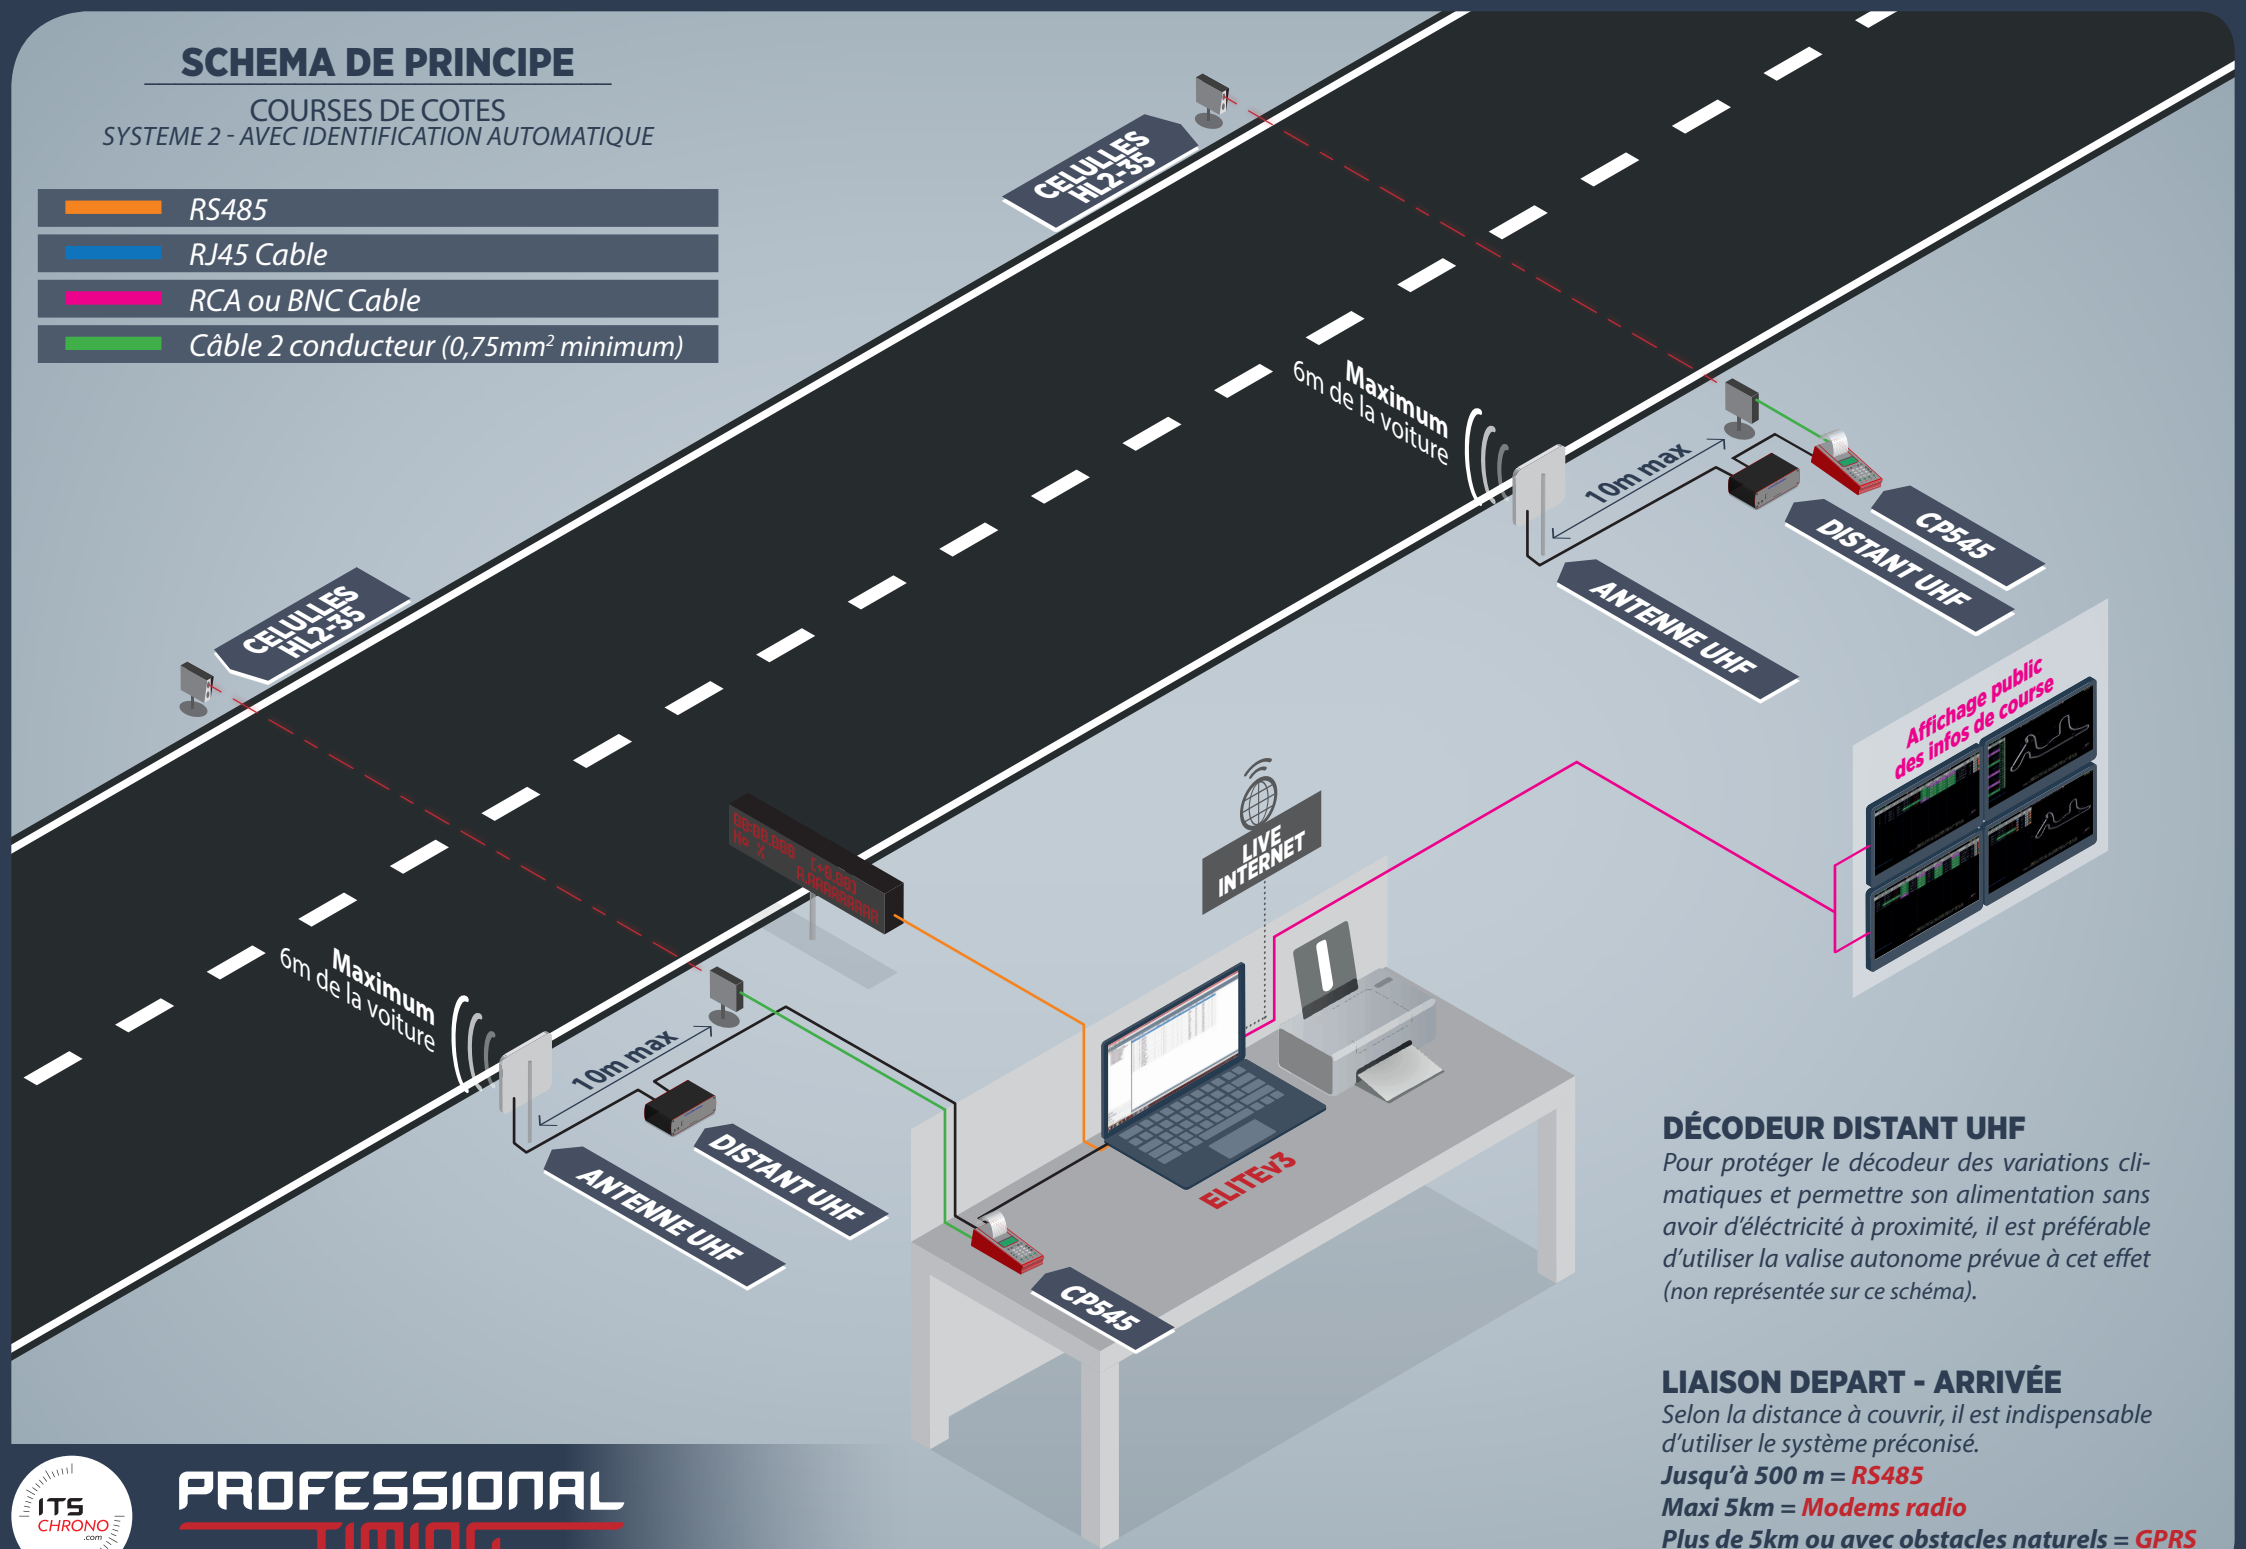 SCHEMA DE PRINCIPE
COURSES DE COTES
SYSTEME 2 - AVEC IDENTIFICATION AUTOMATIQUE
RS485
RJ45 Cable
RCA ou BNC Cable
Câble 2 conducteur (0,75mm² minimum)
CELULLES
HL2-35
Maximum
6m de la voiture
10m max
CP545
DISTANT UHF
ANTENNE UHF
CELULLES
HL2-35
Affichage public
des infos de course
LIVE
INTERNET
Maximum
6m de la voiture
10m max
DISTANT UHF
ANTENNE UHF
ELITEv3
CP545
DÉCODEUR DISTANT UHF
Pour protéger le décodeur des variations cli-
matiques et permettre son alimentation sans
avoir d'éléctricité à proximité, il est préférable
d'utiliser la valise autonome prévue à cet effet
(non représentée sur ce schéma).
LIAISON DEPART - ARRIVÉE
Selon la distance à couvrir, il est indispensable
d'utiliser le système préconisé.
Jusqu'à 500 m = RS485
Maxi 5km = Modems radio
Plus de 5km ou avec obstacles naturels = GPRS
ITS
CHRONO
.com
PROFESSIONAL
TIMING